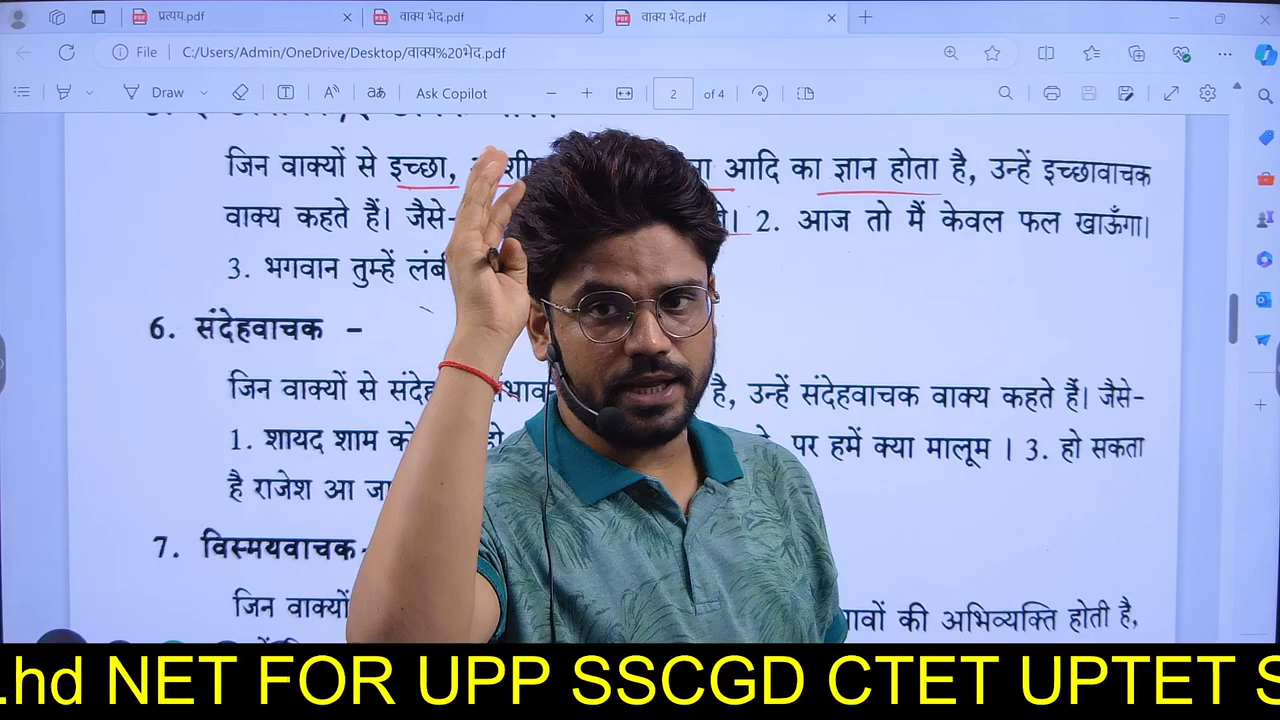 प्रत्यय.pdf
वाक्य भेद.pdf
वाक्य भेद.pdf
File C:/Users/Admin/OneDrive/Desktop/वाक्य%20भेद.pdf
Draw Ask Copilot 2 of 4
जिन वाक्यों से इच्छा, आदि का ज्ञान होता है, उन्हें इच्छावाचक
वाक्य कहते हैं। जैसे- 2. आज तो मैं केवल फल खाऊँगा।
3. भगवान तुम्हें
6. संदेहवाचक –
जिन वाक्यों से है, उन्हें संदेहवाचक वाक्य कहते हैं। जैसे-
1. शायद शाम पर हमें क्या मालूम । 3. हो सकता
है राजेश आ
7. विस्मयवाचक-
जिन वाक्यों की अभिव्यक्ति होती है,
.hd NET FOR UPP SSCGD CTET UPTET S